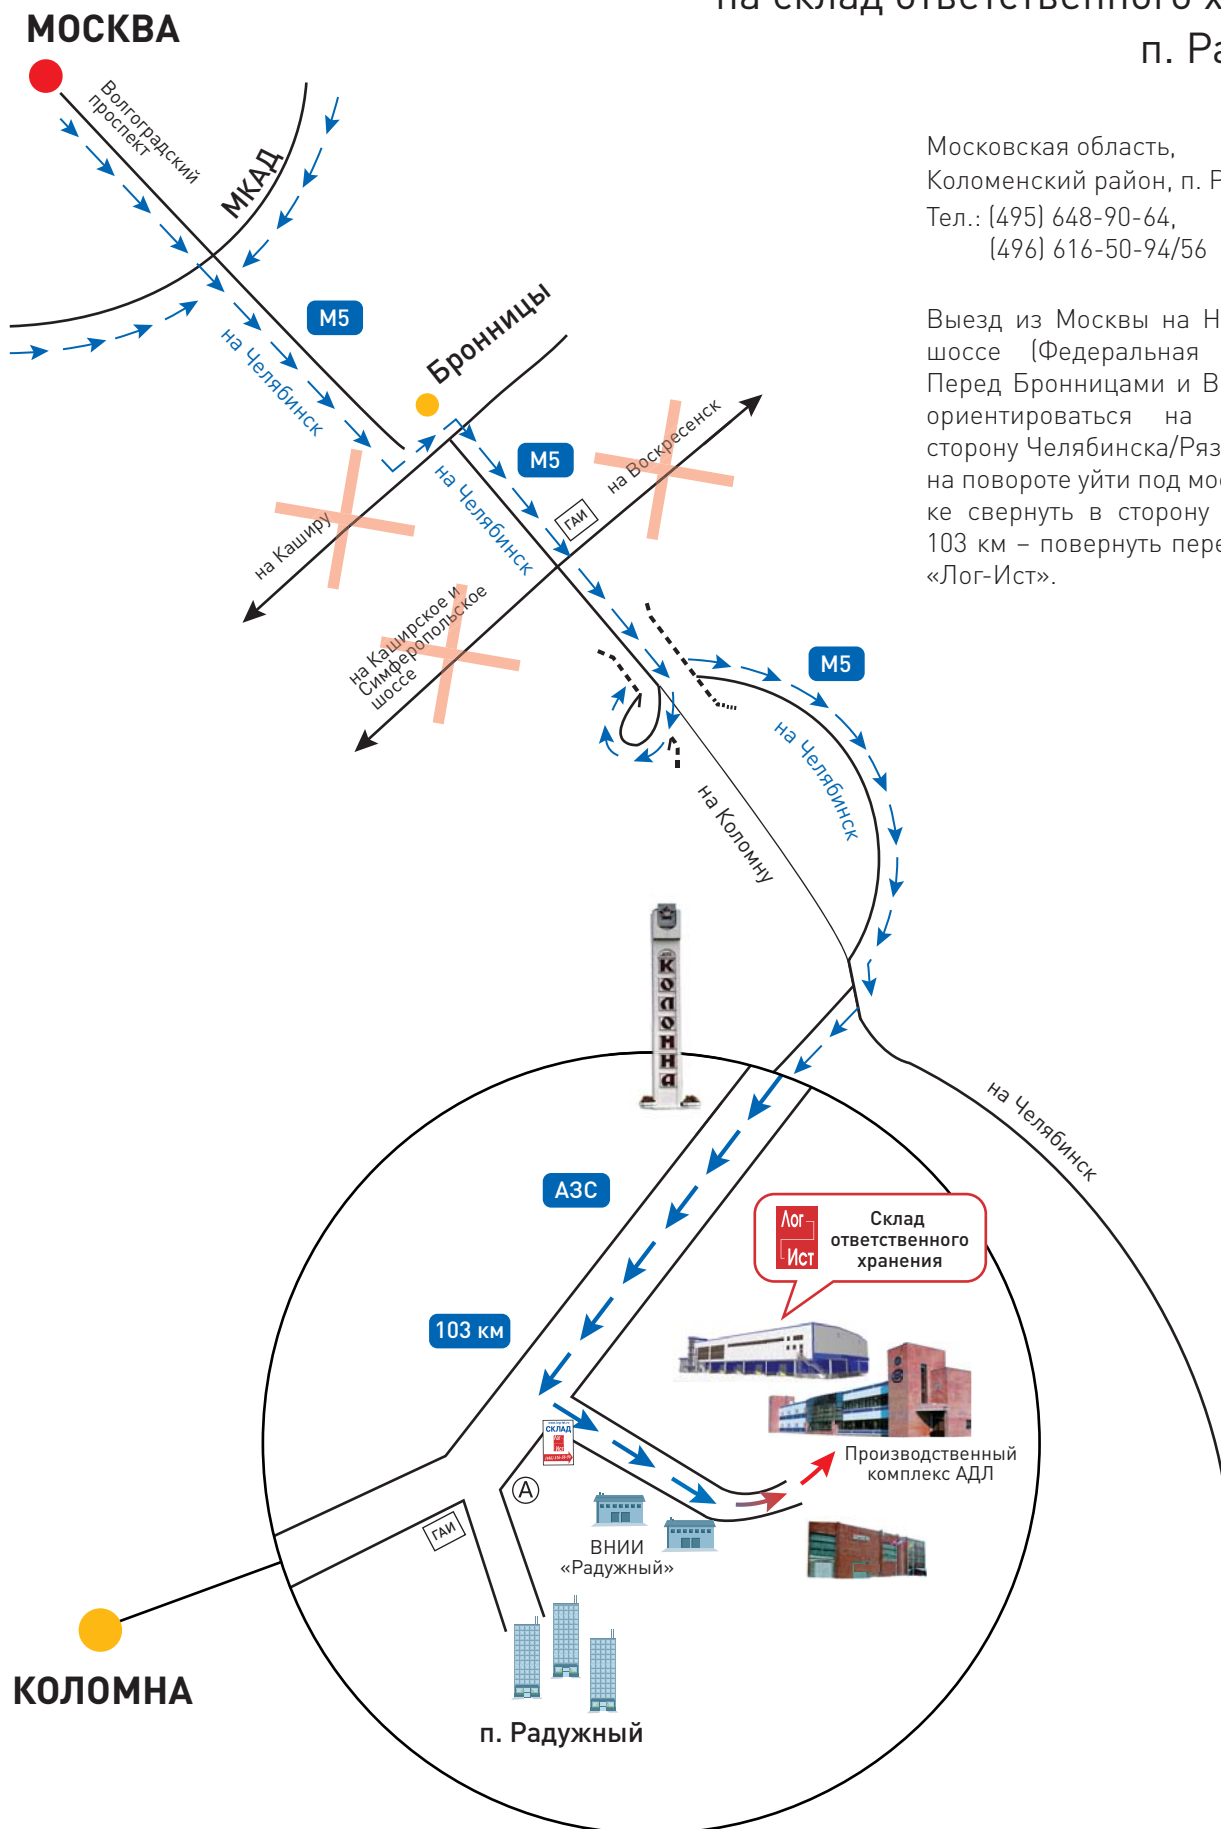 на склад ответственного х
п. Ра
МОСКВА
Волгоградский
проспект
МКАД
Московская область,
Коломенский район, п. Р
Тел.: (495) 648-90-64,
(496) 616-50-94/56
Выезд из Москвы на Н
шоссе (Федеральная
Перед Бронницами и В
ориентироваться на
сторону Челябинска/Ряз
на повороте уйти под мос
ке свернуть в сторону
103 км – повернуть пере
«Лог-Ист».
М5
на Челябинск
Бронницы
М5
на Челябинск
ГАИ
на Воскресенск
на Каширу
на Каширское и
Симферопольское
шоссе
М5
на Челябинск
на Коломну
КОЛОМНА
на Челябинск
АЗС
Лог
Ист
Склад
ответственного
хранения
103 км
СКЛАД
Лог
Ист
Производственный
комплекс АДЛ
А
ГАИ
ВНИИ
«Радужный»
КОЛОМНА
п. Радужный